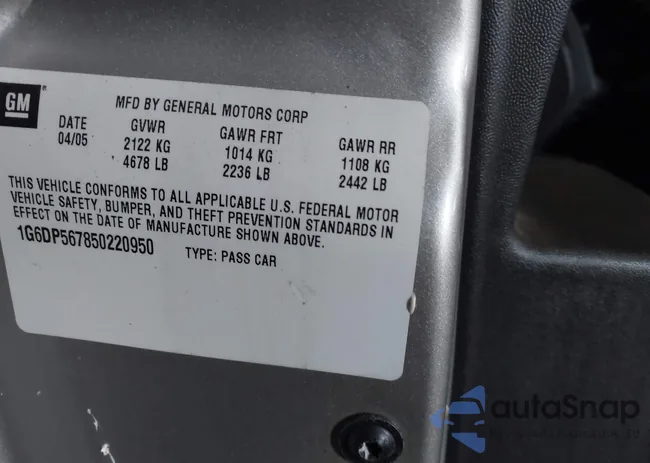 GM
MFD BY GENERAL MOTORS CORP
DATE GVWR GAWR FRT GAWR RR
04/05 2122 KG 1014 KG 1108 KG
4678 LB 2236 LB 2442 LB
THIS VEHICLE CONFORMS TO ALL APPLICABLE U.S. FEDERAL MOTOR
VEHICLE SAFETY, BUMPER, AND THEFT PREVENTION STANDARDS IN
EFFECT ON THE DATE OF MANUFACTURE SHOWN ABOVE.
1G6DP567850220950 TYPE: PASS CAR
autoSnap